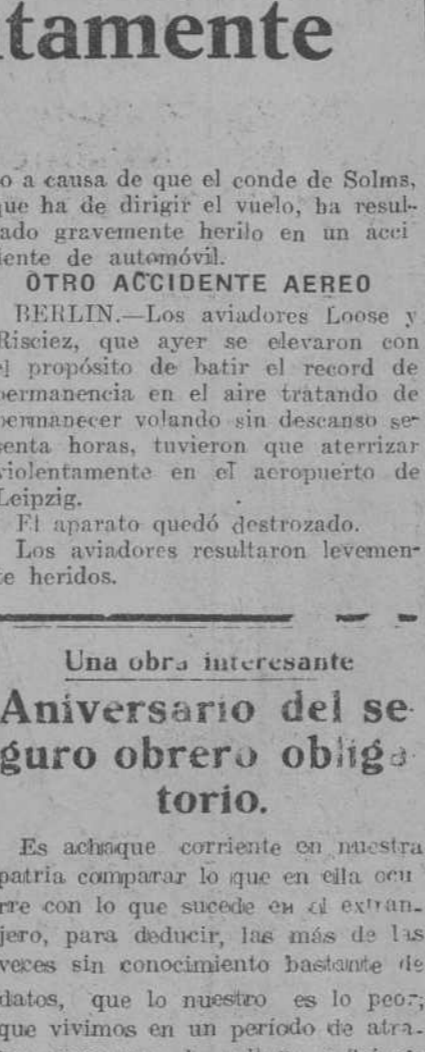 tamente
o a causa de que el conde de Solms,
que ha de dirigir el vuelo, ha resul-
ado gravemente herilo en un acci
iente de automóvil.
OTRO ACCIDENTE AEREO
BERLIN.—Los aviadores Loose y
Risciez, que ayer se elevaron con
el propósito de batir el record de
permanencia en el aire tratando de
permanecer volando sin descanso se-
senta horas, tuvieron que aterrizar
violentamente en el aeropuerto de
Leipzig.
El aparato quedó destrozado.
Los aviadores resultaron levemen-
te heridos.
Una obra interesante
Aniversario del se
guro obrero obliga
torio.
Es achaque corriente en nuestra
patria comparar lo que en ella ocu
rre con lo que sucede en el extran-
jero, para deducir, las más de las
veces sin conocimiento bastante de
datos, que lo nuestro es lo peor;
que vivimos en un período de atra-